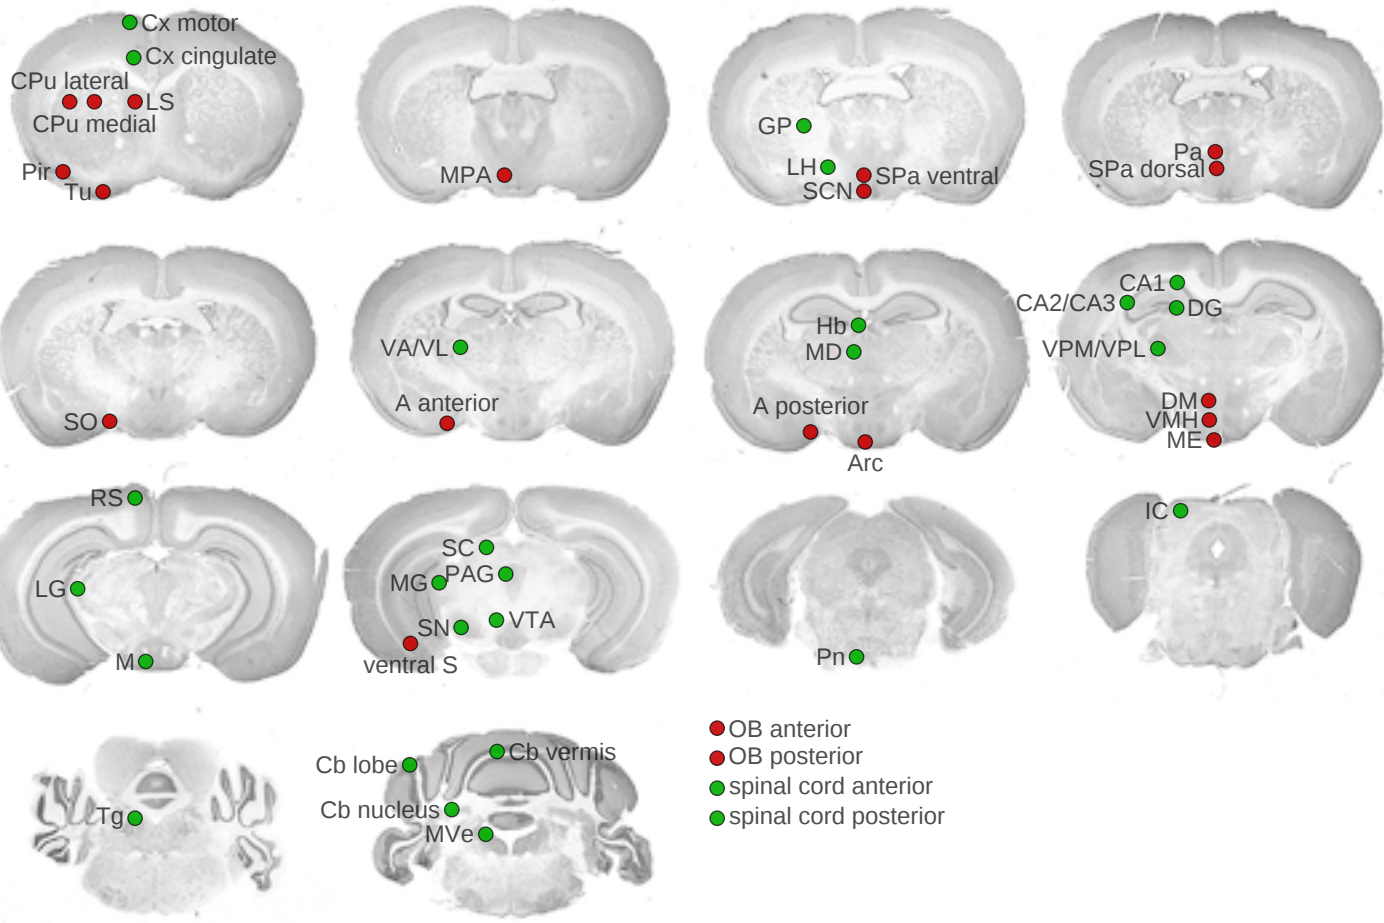 Cx motor
Cx cingulate
CPu lateral
LS
CPu medial
Pir
Tu
MPA
GP
LH
SPa ventral
SCN
Pa
SPa dorsal
SO
VA/VL
A anterior
Hb
MD
A posterior
Arc
CA1
CA2/CA3
DG
VPM/VPL
DM
VMH
ME
RS
LG
M
SC
MG
PAG
SN
VTA
ventral S
Pn
IC
Tg
Cb lobe
Cb vermis
Cb nucleus
MVe
OB anterior
OB posterior
spinal cord anterior
spinal cord posterior